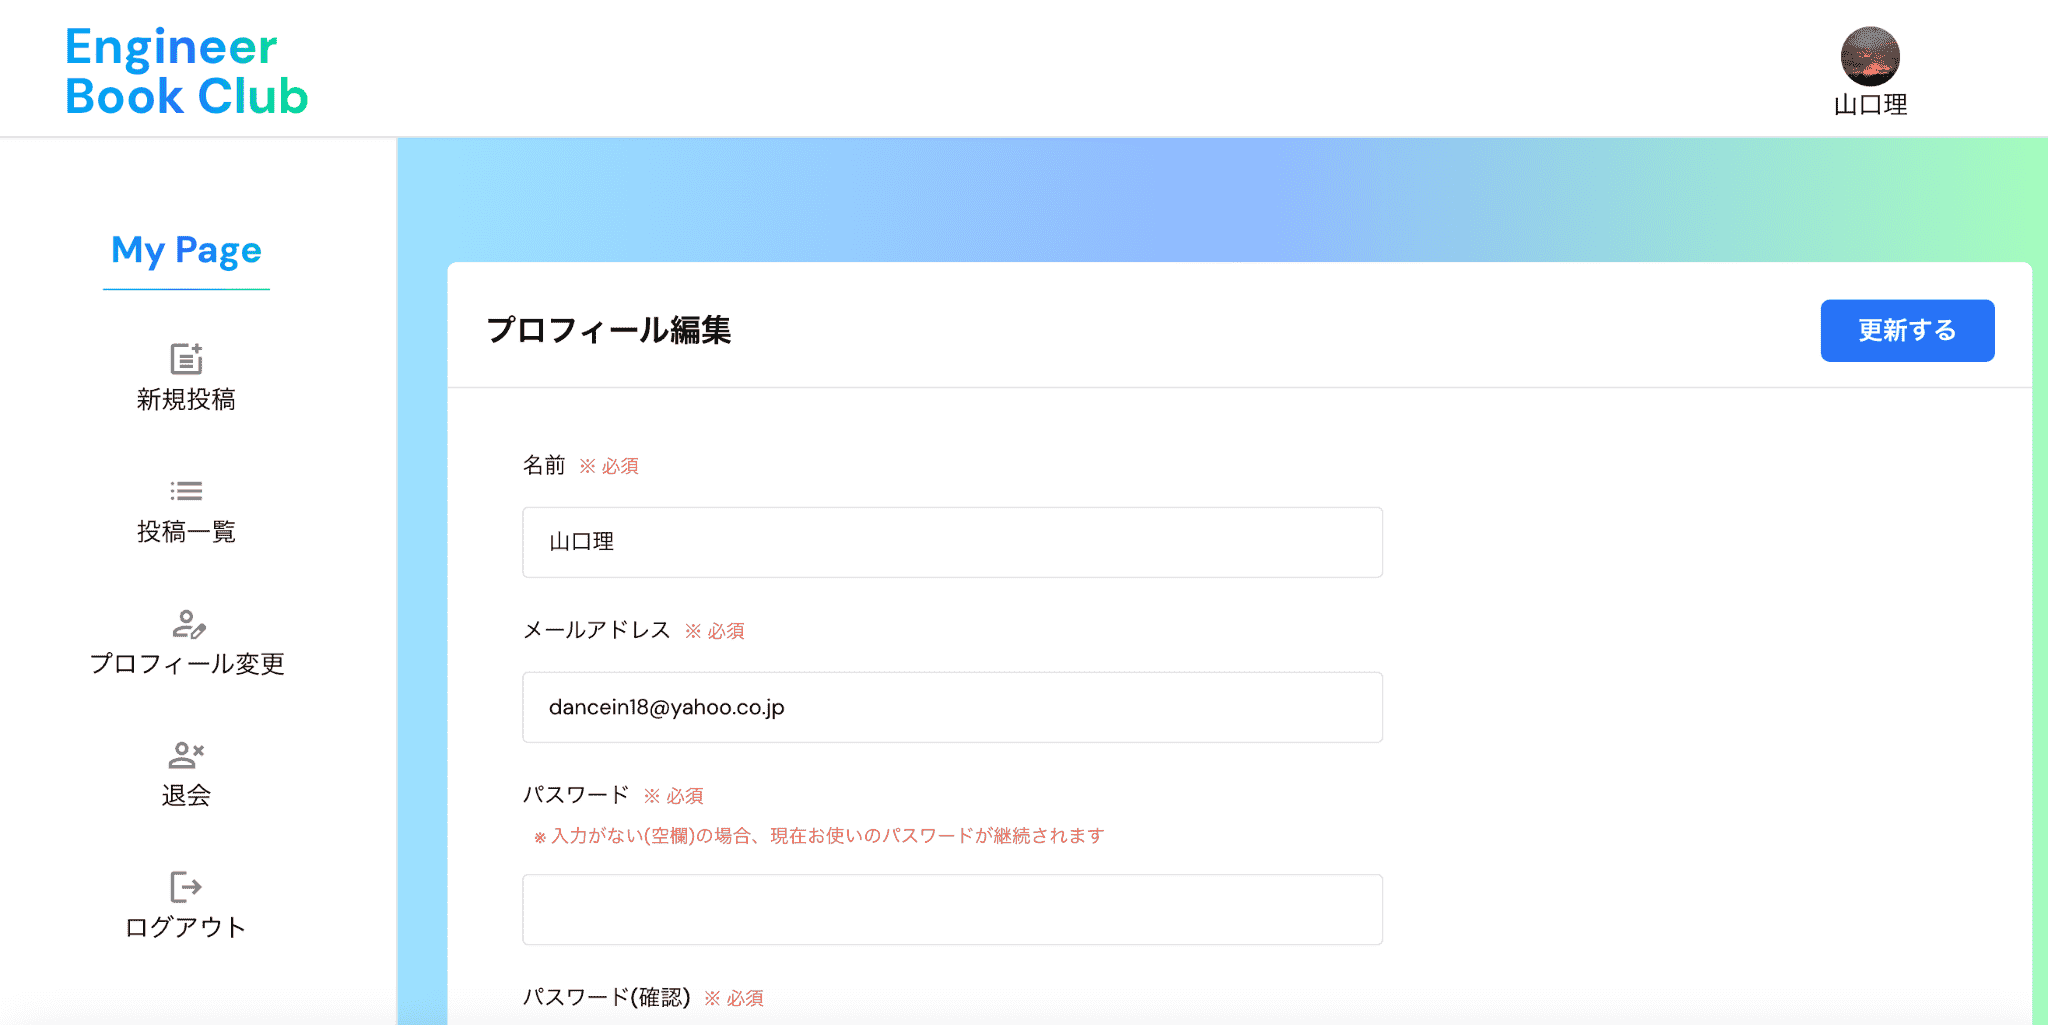 Engineer
Book Club
山口理
My Page
新規投稿
投稿一覧
プロフィール変更
退会
ログアウト
プロフィール編集
更新する
名前 ※ 必須
山口理
メールアドレス ※ 必須
dancein18@yahoo.co.jp
パスワード ※ 必須
※ 入力がない(空欄)の場合、現在お使いのパスワードが継続されます
パスワード(確認) ※ 必須